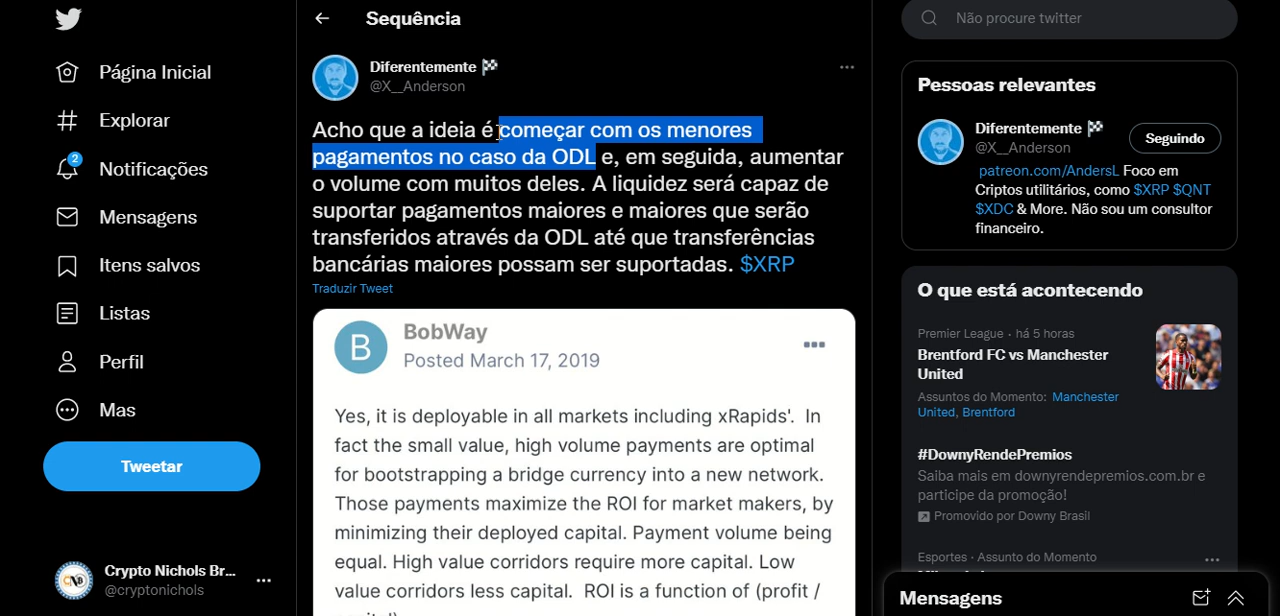 Página Inicial
Explorar
2
Notificações
Mensagens
Itens salvos
Listas
Perfil
Mas
Tweetar
Crypto Nichols Br...
@cryptonichols
Sequência
Diferentemente
@X__Anderson
Acho que a ideia é começar com os menores
pagamentos no caso da ODL e, em seguida, aumentar
o volume com muitos deles. A liquidez será capaz de
suportar pagamentos maiores e maiores que serão
transferidos através da ODL até que transferências
bancárias maiores possam ser suportadas. $XRP
Traduzir Tweet
B
BobWay
Posted March 17, 2019
Yes, it is deployable in all markets including xRapids'. In
fact the small value, high volume payments are optimal
for bootstrapping a bridge currency into a new network.
Those payments maximize the ROI for market makers, by
minimizing their deployed capital. Payment volume being
equal. High value corridors require more capital. Low
value corridors less capital. ROI is a function of (profit /
Não procure twitter
Pessoas relevantes
Diferentemente
@X__Anderson
Seguindo
patreon.com/AndersL Foco em
Criptos utilitários, como $XRP $QNT
$XDC & More. Não sou um consultor
financeiro.
O que está acontecendo
Premier League · há 5 horas
Brentford FC vs Manchester
United
Assuntos do Momento: Manchester
United, Brentford
#DownyRendePremios
Saiba mais em downyrendepremios.com.br e
participe da promoção!
Promovido por Downy Brasil
Esportes · Assunto do Momento
Mensagens